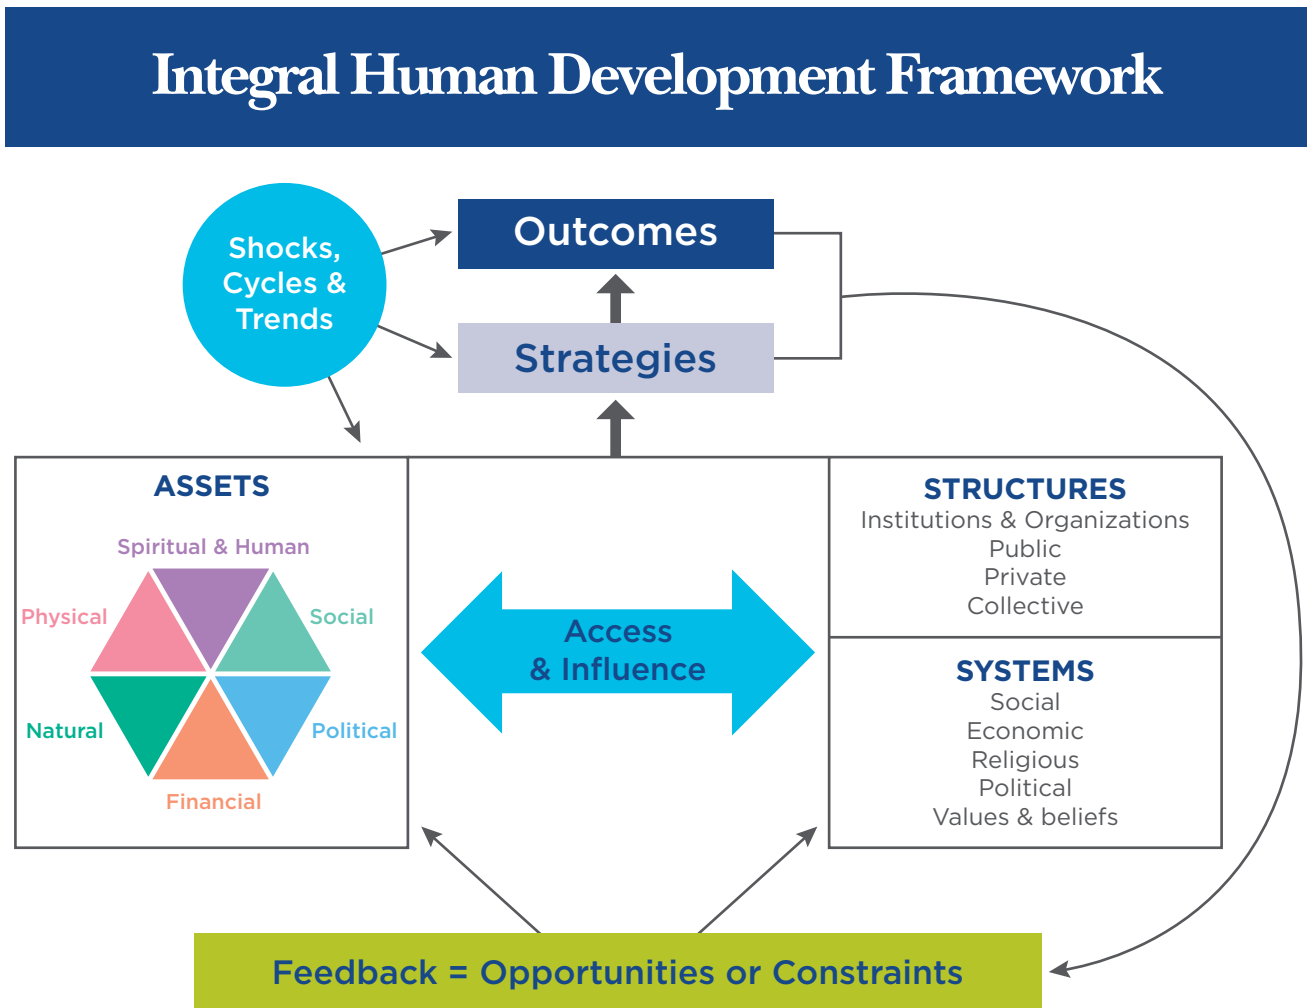 Integral Human Development Framework
Shocks,
Cycles &
Trends
Outcomes
Strategies
ASSETS
Spiritual & Human
Physical
Social
Natural
Political
Financial
Access
& Influence
STRUCTURES
Institutions & Organizations
Public
Private
Collective
SYSTEMS
Social
Economic
Religious
Political
Values & beliefs
Feedback = Opportunities or Constraints